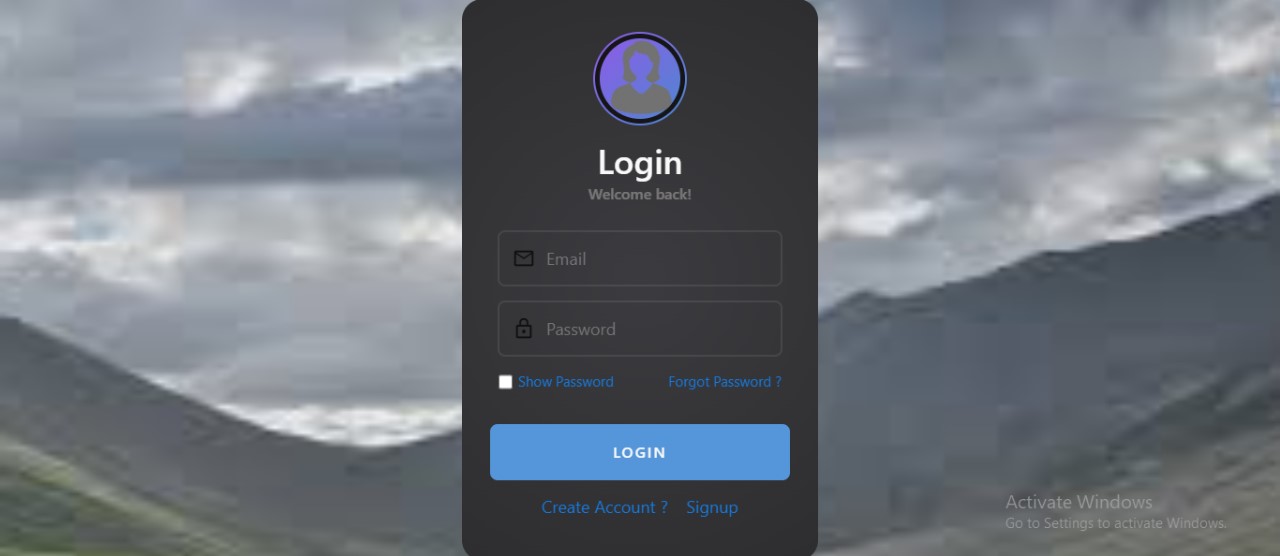 Login
Welcome back!
Email
Password
Show Password Forgot Password ?
LOGIN
Create Account ? Signup
Activate Windows
Go to Settings to activate Windows.